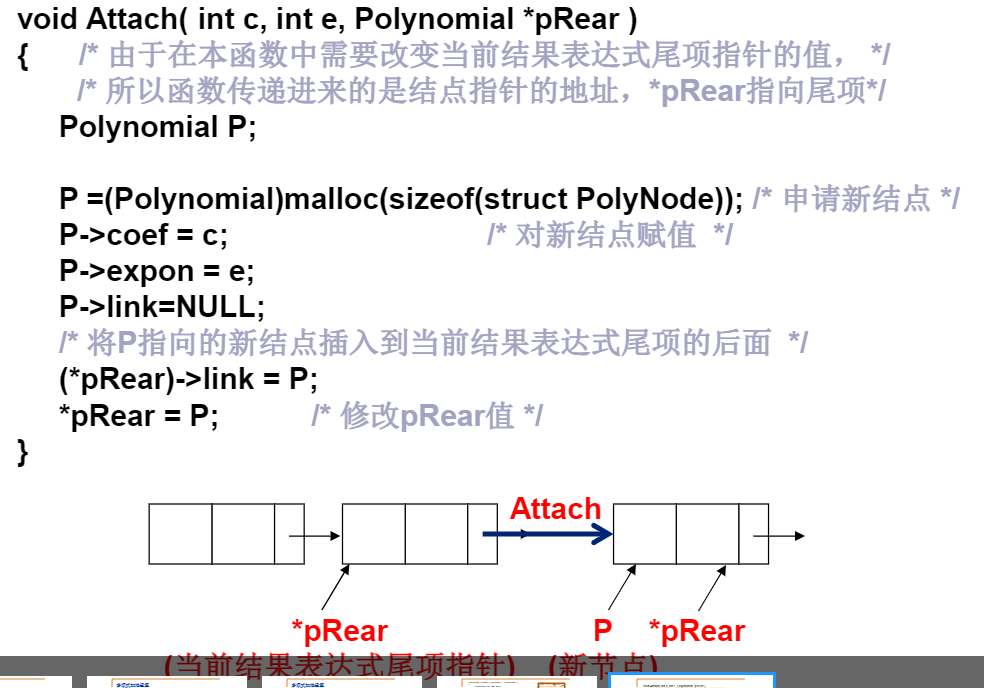 void Attach( int c, int e, Polynomial *pRear )
{ /* 由于在本函数中需要改变当前结果表达式尾项指针的值， */
/* 所以函数传递进来的是结点指针的地址，*pRear指向尾项*/
Polynomial P;
P =(Polynomial)malloc(sizeof(struct PolyNode)); /* 申请新结点 */
P->coef = c; /* 对新结点赋值 */
P->expon = e;
P->link=NULL;
/* 将P指向的新结点插入到当前结果表达式尾项的后面 */
(*pRear)->link = P;
*pRear = P; /* 修改pRear值 */
}
Attach
*pRear P *pRear
(当前结果表达式尾项指针) (新节点)